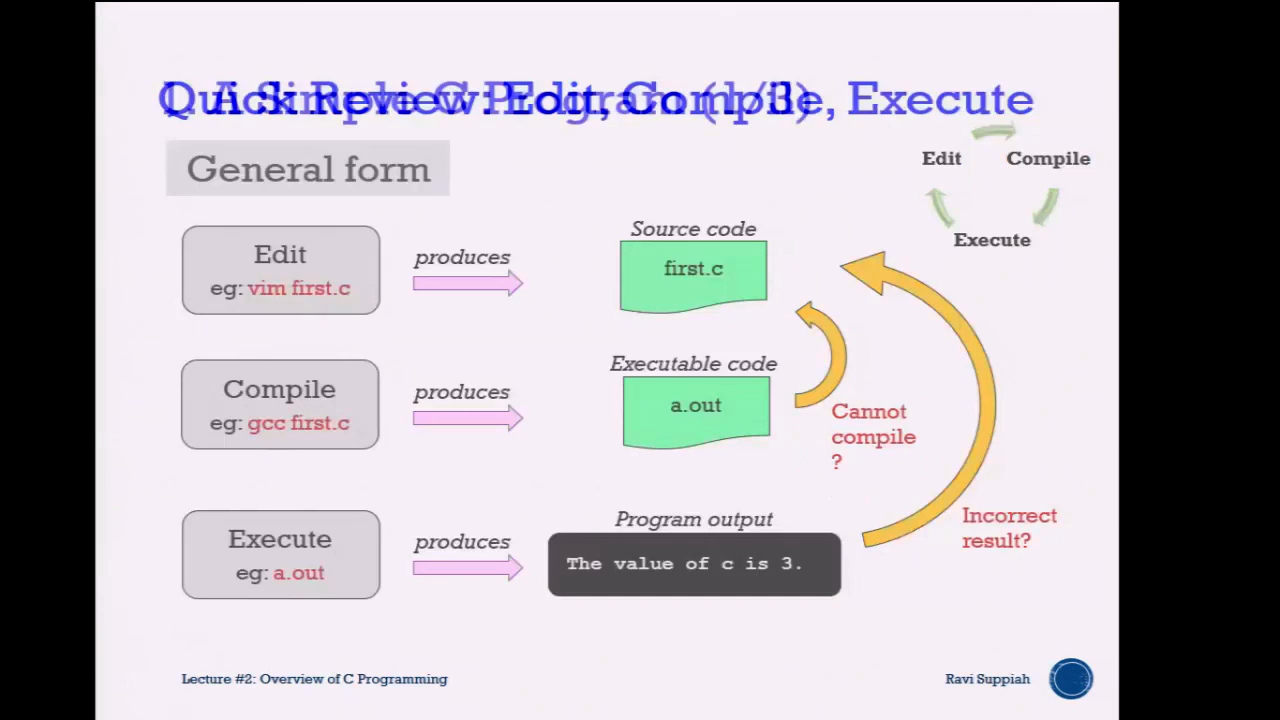 Quick Review: Edit, Compile, Execute
1. A Simple C Program (1/3)
General form
Edit
Compile
Execute
Edit
eg: vim first.c
produces
Source code
first.c
Compile
eg: gcc first.c
produces
Executable code
a.out
Cannot
compile
?
Execute
eg: a.out
produces
Program output
The value of c is 3.
Incorrect
result?
Lecture #2: Overview of C Programming
Ravi Suppiah